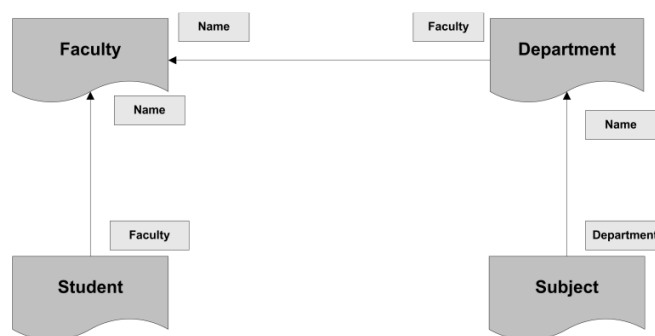 Name
Faculty
Faculty
Department
Name
Name
Faculty
Department
Student
Subject